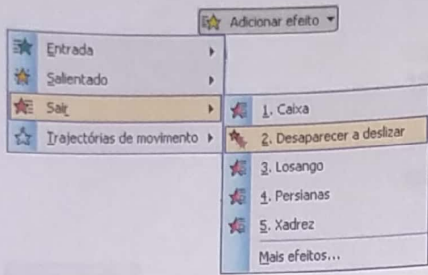 Adicionar efeito
Entrada
Salientado
Sair
Trajectórias de movimento
1. Caixa
2. Desaparecer a deslizar
3. Losango
4. Persianas
5. Xadrez
Mais efeitos...